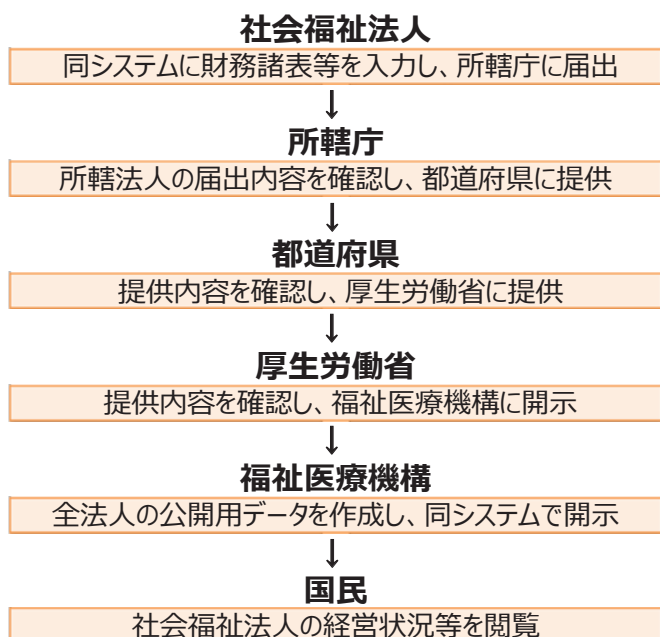 社会福祉法人
同システムに財務諸表等を入力し、所轄庁に届出
↓
所轄庁
所轄法人の届出内容を確認し、都道府県に提供
↓
都道府県
提供内容を確認し、厚生労働省に提供
↓
厚生労働省
提供内容を確認し、福祉医療機構に開示
↓
福祉医療機構
全法人の公開用データを作成し、同システムで開示
↓
国民
社会福祉法人の経営状況等を閲覧